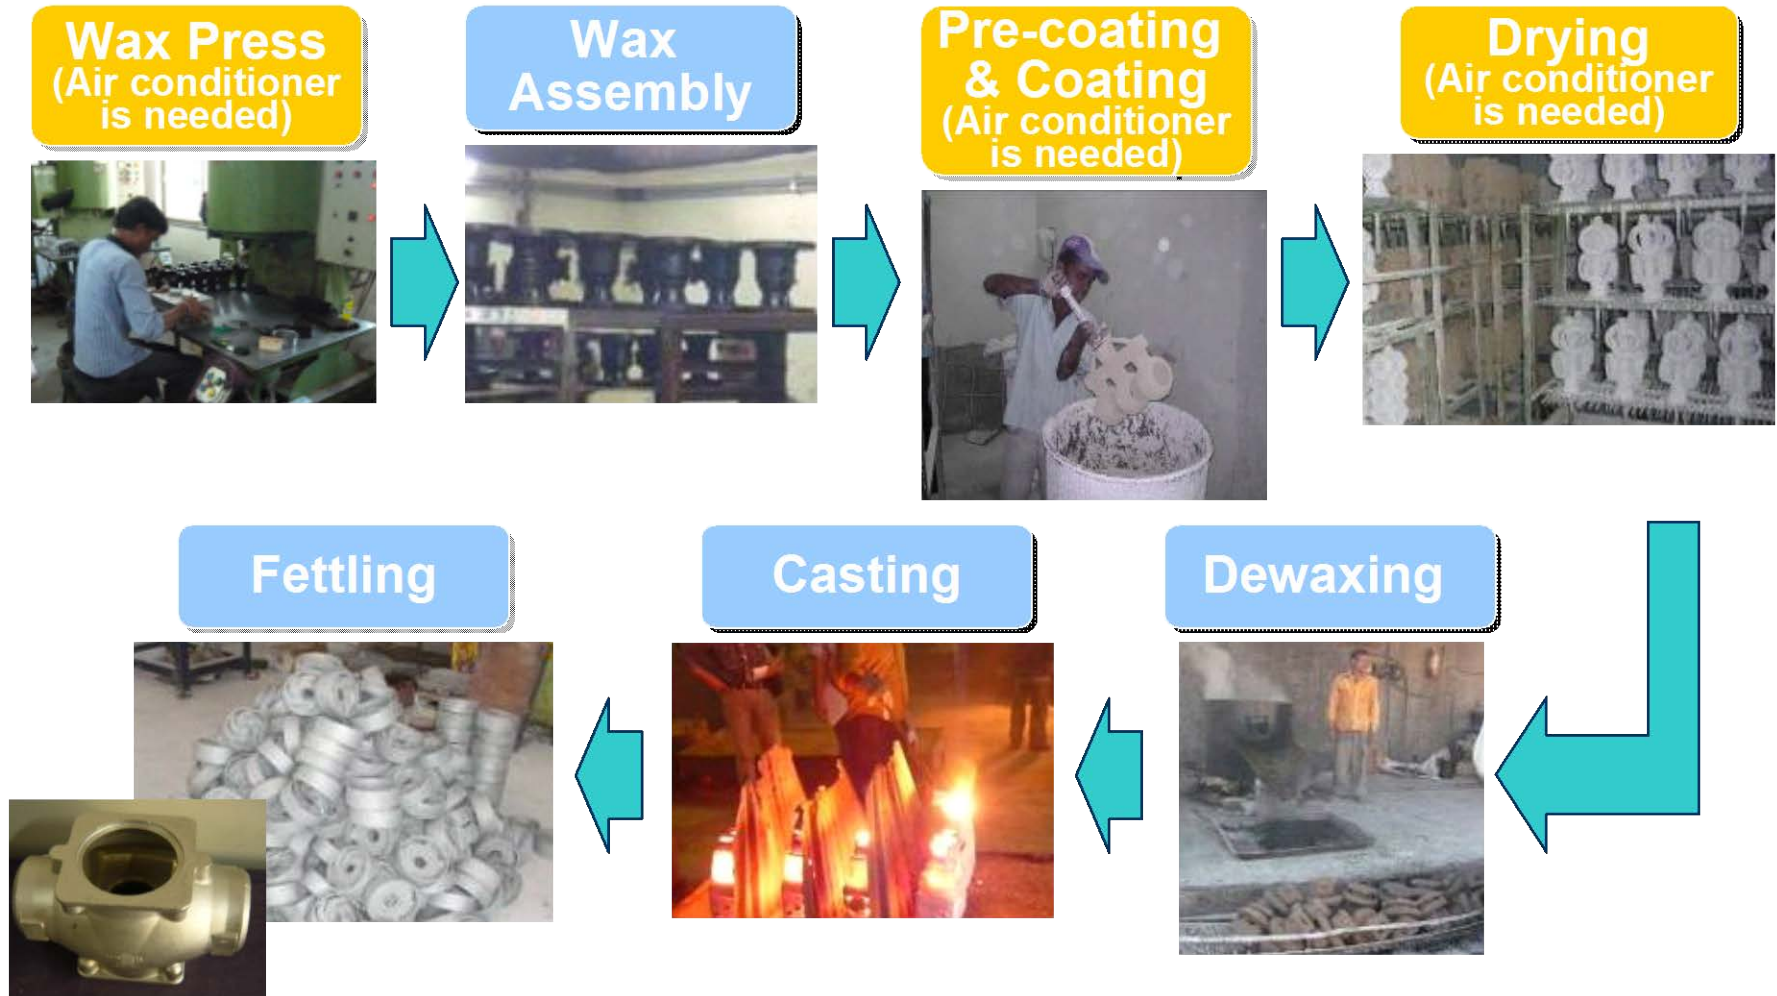 Wax Press
(Air conditioner
is needed)
Wax
Assembly
Pre-coating
& Coating
(Air conditioner
is needed)
Drying
(Air conditioner
is needed)
Fettling
Casting
Dewaxing